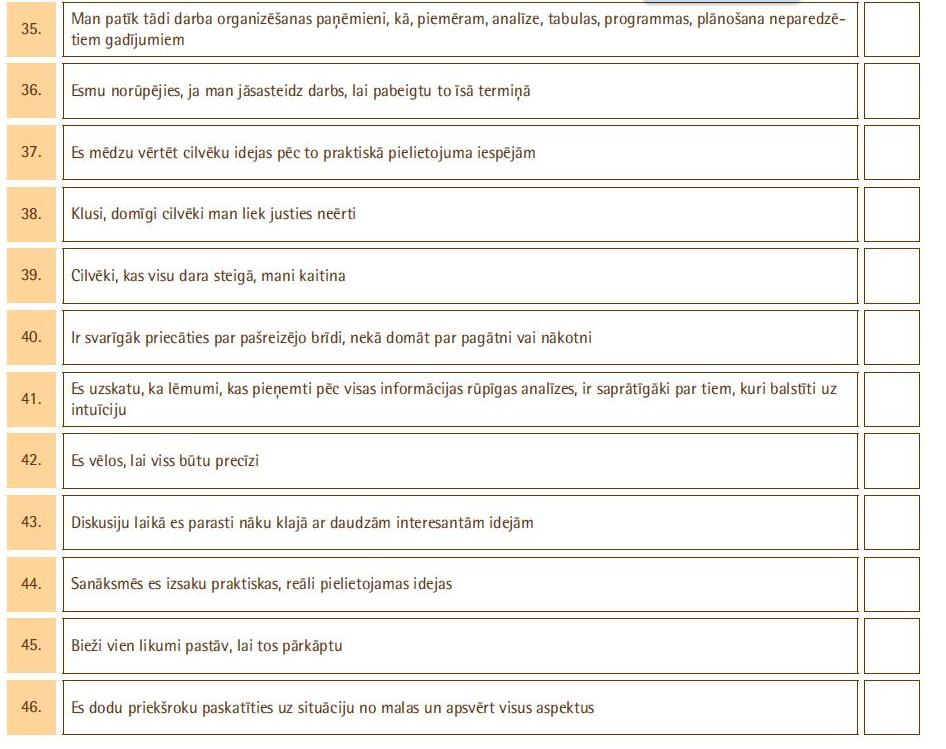 35. Man patīk tādi darba organizēšanas paņēmieni, kā, piemēram, analīze, tabulas, programmas, plānošana neparedzē-
tiem gadījumiem
36. Esmu norūpējies, ja man jāsasteidz darbs, lai pabeigtu to īsā termiņā
37. Es mēdzu vērtēt cilvēku idejas pēc to praktiskā pielietojuma iespējām
38. Klusi, domīgi cilvēki man liek justies neērti
39. Cilvēki, kas visu dara steigā, mani kaitina
40. Ir svarīgāk priecāties par pašreizējo brīdi, nekā domāt par pagātni vai nākotni
41. Es uzskatu, ka lēmumi, kas pieņemti pēc visas informācijas rūpīgas analīzes, ir saprātīgāki par tiem, kuri balstīti uz
intuīciju
42. Es vēlos, lai viss būtu precīzi
43. Diskusiju laikā es parasti nāku klajā ar daudzām interesantām idejām
44. Sanāksmēs es izsaku praktiskas, reāli pielietojamas idejas
45. Bieži vien likumi pastāv, lai tos pārkāptu
46. Es dodu priekšroku paskatīties uz situāciju no malas un apsvērt visus aspektus